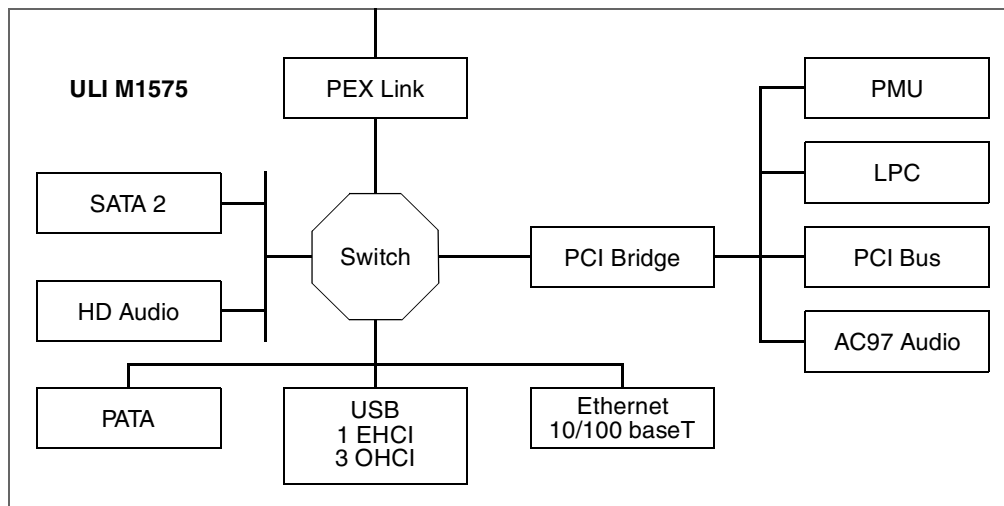 ULI M1575
PEX Link
PMU
LPC
SATA 2
Switch
PCI Bridge
PCI Bus
HD Audio
AC97 Audio
PATA
USB
1 EHCI
3 OHCI
Ethernet
10/100 baseT